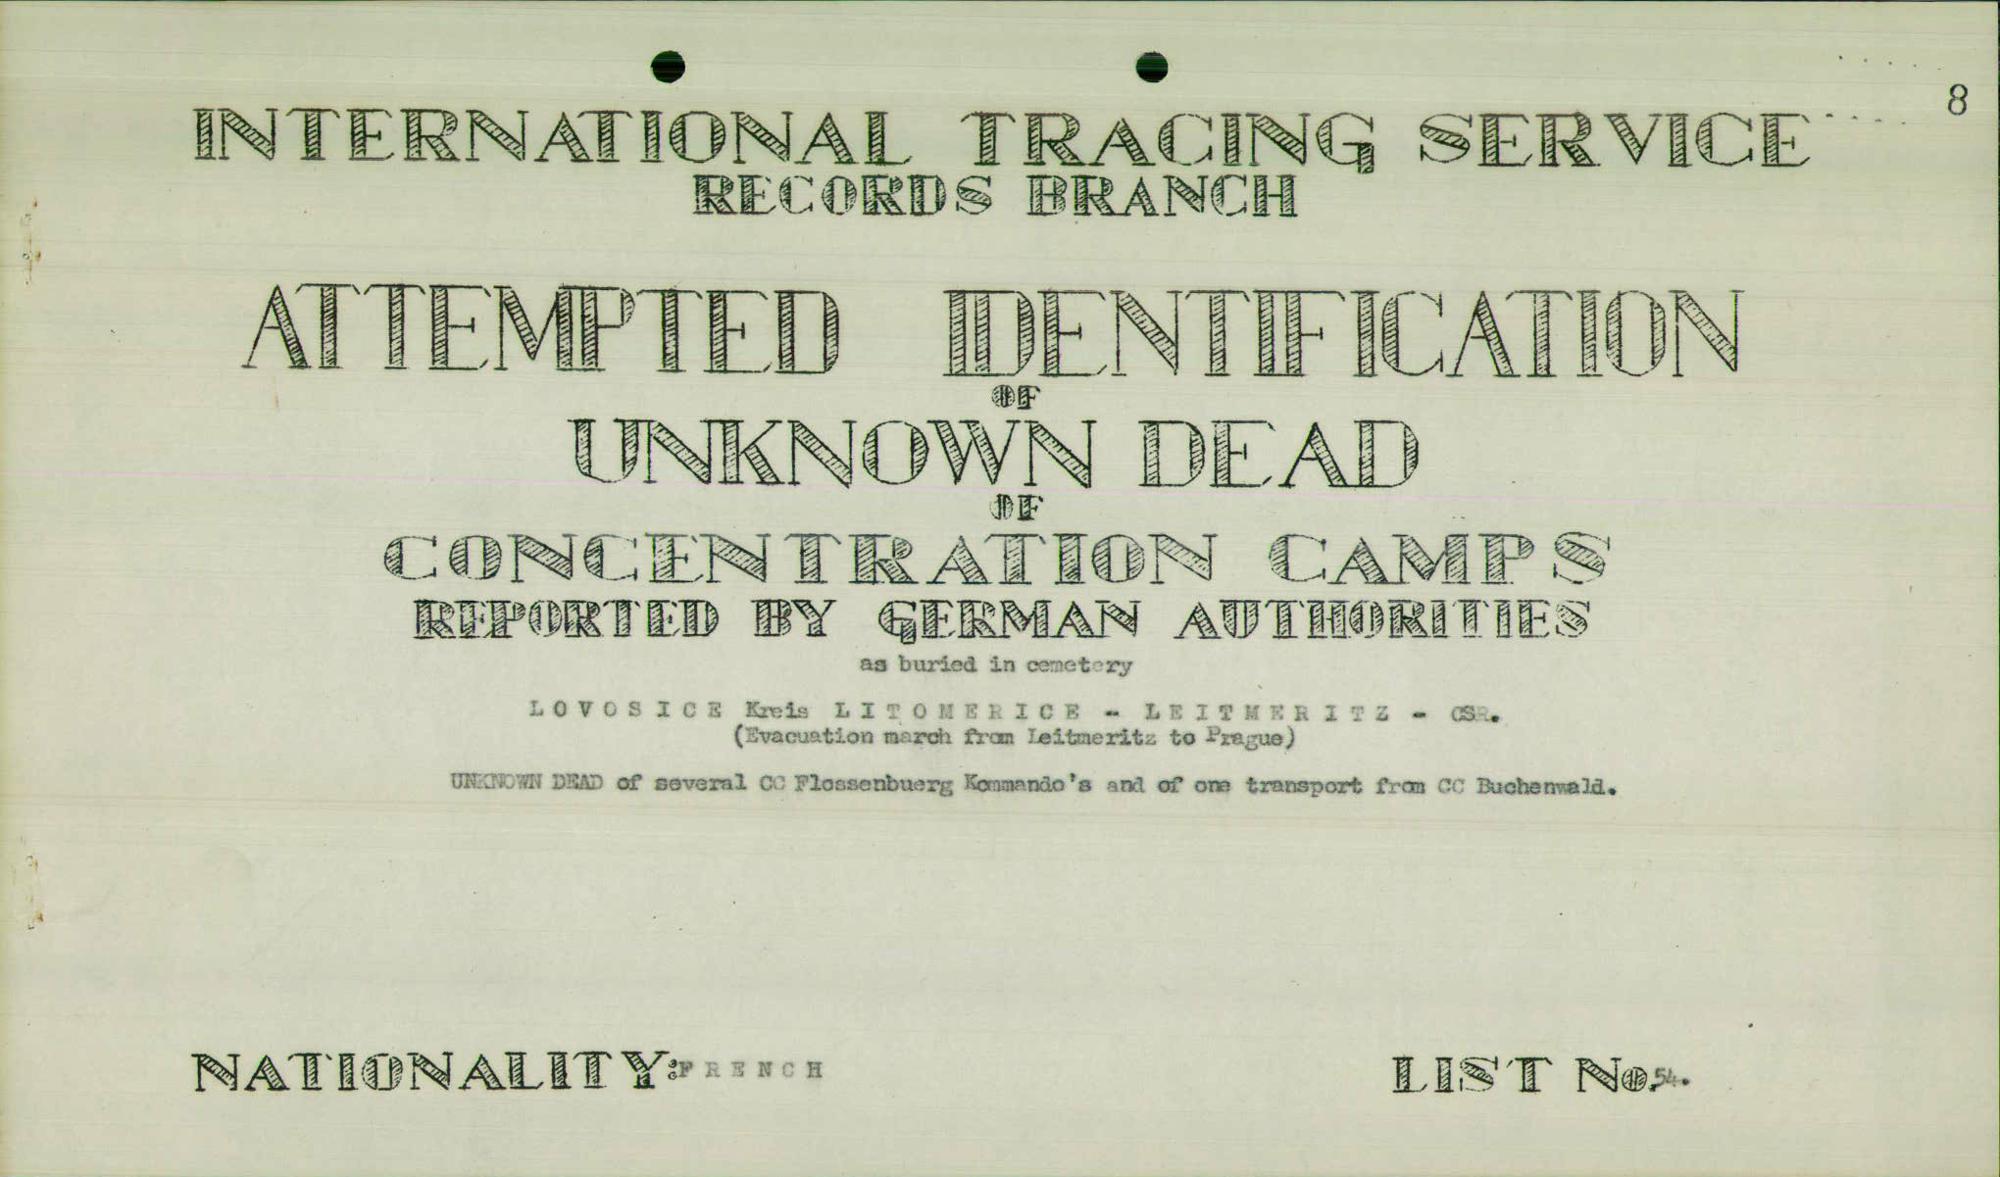 8
INTERNATIONAL TRACING SERVICE
RECORDS BRANCH
ATTEMPTED IDENTIFICATION
OF
UNKNOWN DEAD
OF
CONCENTRATION CAMPS
REPORTED BY GERMAN AUTHORITIES
as buried in cemetery
LOVOSICE Kreis LITOMERICE - LEITMERITZ - CSR.
(Evacuation march from Leitmeritz to Prague)
UNKNOWN DEAD of several CC Flossenbuerg Kommando's and of one transport from CC Buchenwald.
NATIONALITY: FRENCH
LIST No. 54.